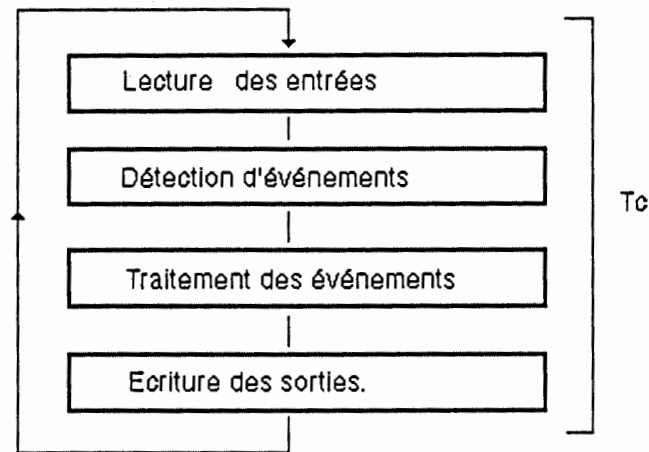 Lecture des entrées
Détection d'événements
Tc
Traitement des événements
Ecriture des sorties.